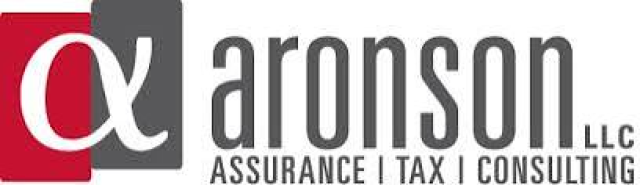 α aronson LLC
ASSURANCE | TAX | CONSULTING